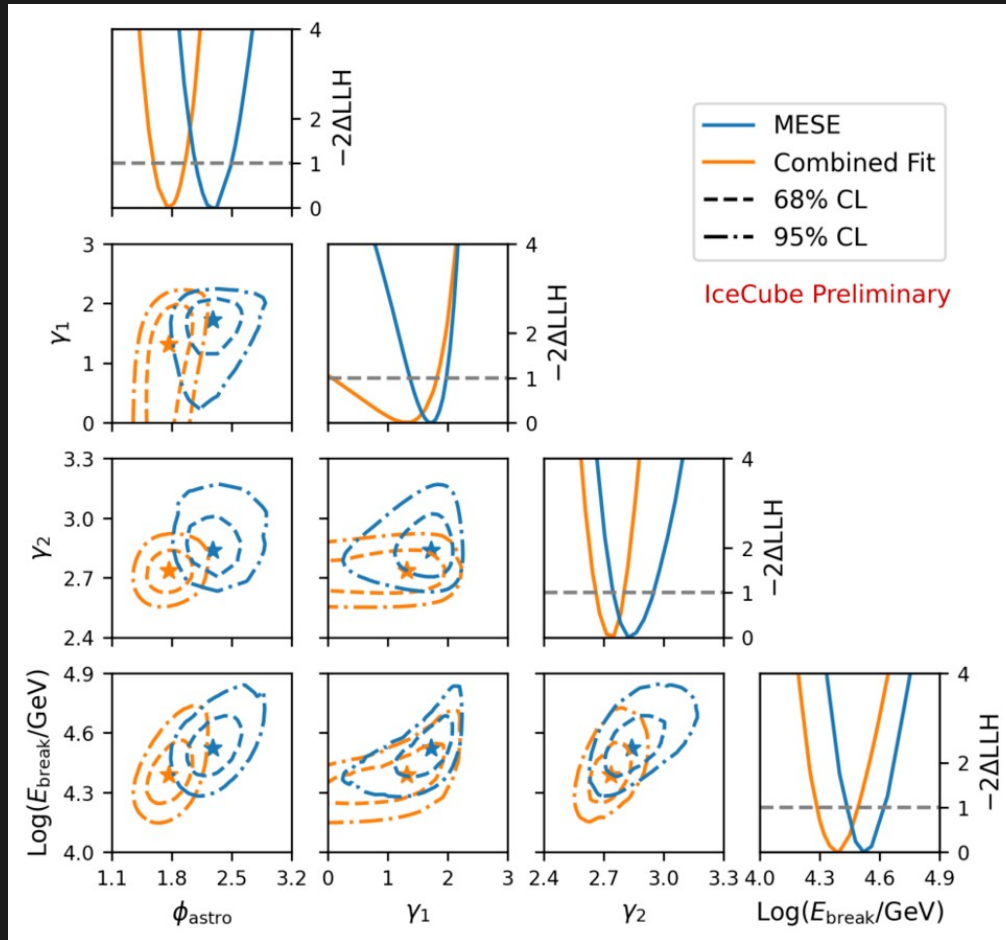 4
2
1
0
−2ΔLLH
MESE
Combined Fit
68% CL
95% CL
IceCube Preliminary
3
2
1
0
γ₁
4
2
1
0
−2ΔLLH
3.3
3.0
2.7
2.4
γ₂
4
2
1
0
−2ΔLLH
4.9
4.6
4.3
4.0
Log(E_break/GeV)
4
2
1
0
−2ΔLLH
1.1 1.8 2.5 3.2
ϕ_astro
0 1 2 3
γ₁
2.4 2.7 3.0 3.3
γ₂
4.0 4.3 4.6 4.9
Log(E_break/GeV)